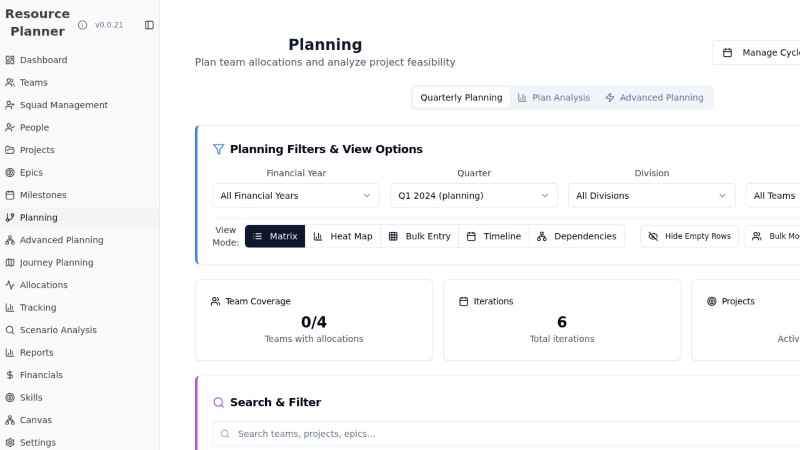 Resource
Planner
v0.0.21
Dashboard
Teams
Squad Management
People
Projects
Epics
Milestones
Planning
Advanced Planning
Journey Planning
Allocations
Tracking
Scenario Analysis
Reports
Financials
Skills
Canvas
Settings
Planning
Plan team allocations and analyze project feasibility
Manage
Quarterly Planning
Plan Analysis
Advanced Planning
Planning Filters & View Options
Financial Year
Quarter
Division
All Financial Years
Q1 2024 (planning)
All Divisions
All Teams
View
Mode:
Matrix
Heat Map
Bulk Entry
Timeline
Dependencies
Hide Empty Rows
Bulk
Team Coverage
0/4
Teams with allocations
Iterations
6
Total iterations
Projects
Search & Filter
Search teams, projects, epics...